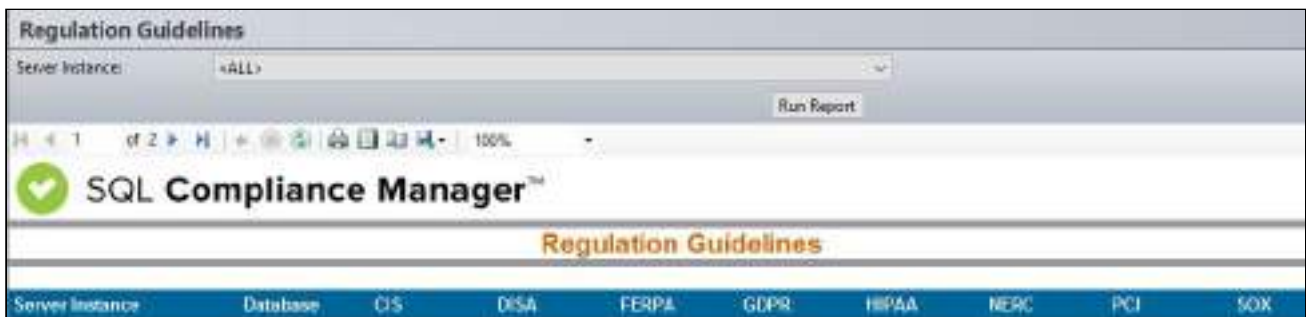 Regulation Guidelines
Server Instance: <ALL>
Run Report
1 of 2 100%
SQL Compliance Manager™
Regulation Guidelines
Server Instance Database CIS DISA FERPA GDPR HIPAA NERC PCI SOX